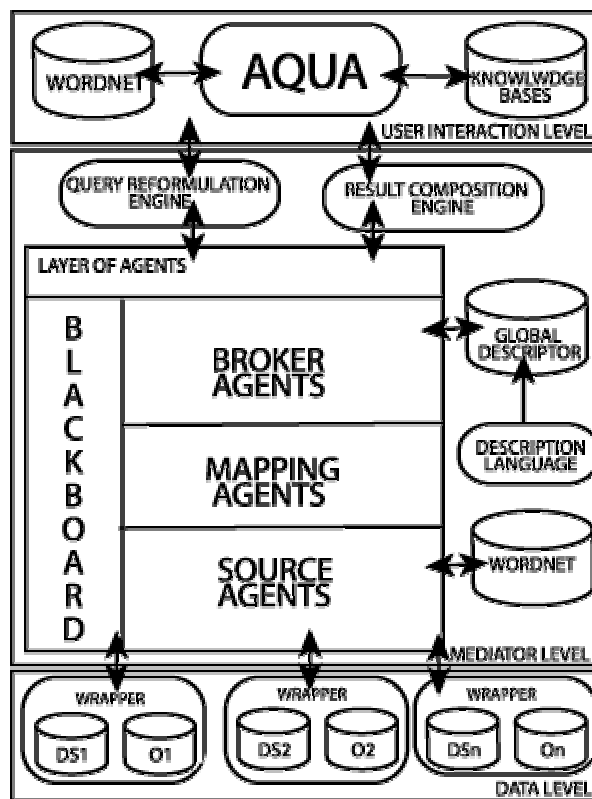 WORDNET
AQUA
KNOWLWDGE
BASES
USER INTERACTION LEVEL
QUERY REFORMULATION
ENGINE
RESULT COMPOSITION
ENGINE
LAYER OF AGENTS
BLACKBOARD
BROKER
AGENTS
GLOBAL
DESCRIPTOR
MAPPING
AGENTS
DESCRIPTION
LANGUAGE
SOURCE
AGENTS
WORDNET
MEDIATOR LEVEL
WRAPPER
DS1
O1
WRAPPER
DS2
O2
WRAPPER
DSn
On
DATA LEVEL